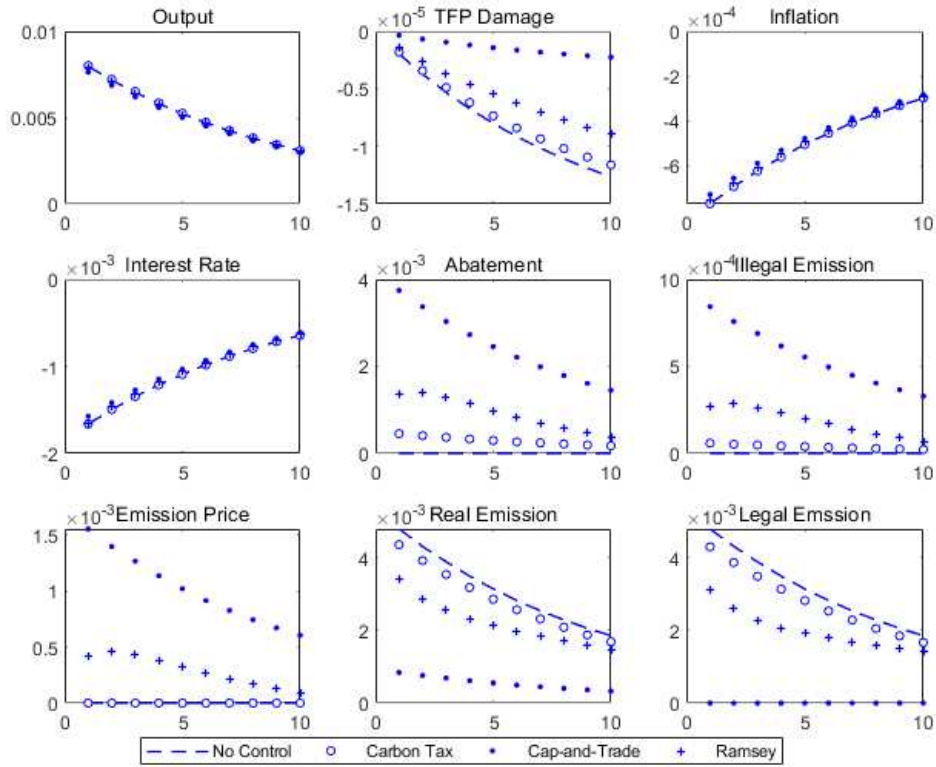 Output
TFP Damage
Inflation
0.01
0.005
0
0 5 10
×10⁻⁵
0
-0.5
-1
-1.5
0 5 10
×10⁻⁴
-0
-2
-4
-6
0 5 10
Interest Rate
Abatement
Illegal Emission
×10⁻³
0
-1
-2
0 5 10
×10⁻³
4
2
0
0 5 10
×10⁻⁴
10
5
0
0 5 10
Emission Price
Real Emission
Legal Emssion
×10⁻³
1.5
1
0.5
0
0 5 10
×10⁻³
4
2
0
0 5 10
×10⁻³
4
2
0
0 5 10
No Control Carbon Tax Cap-and-Trade Ramsey